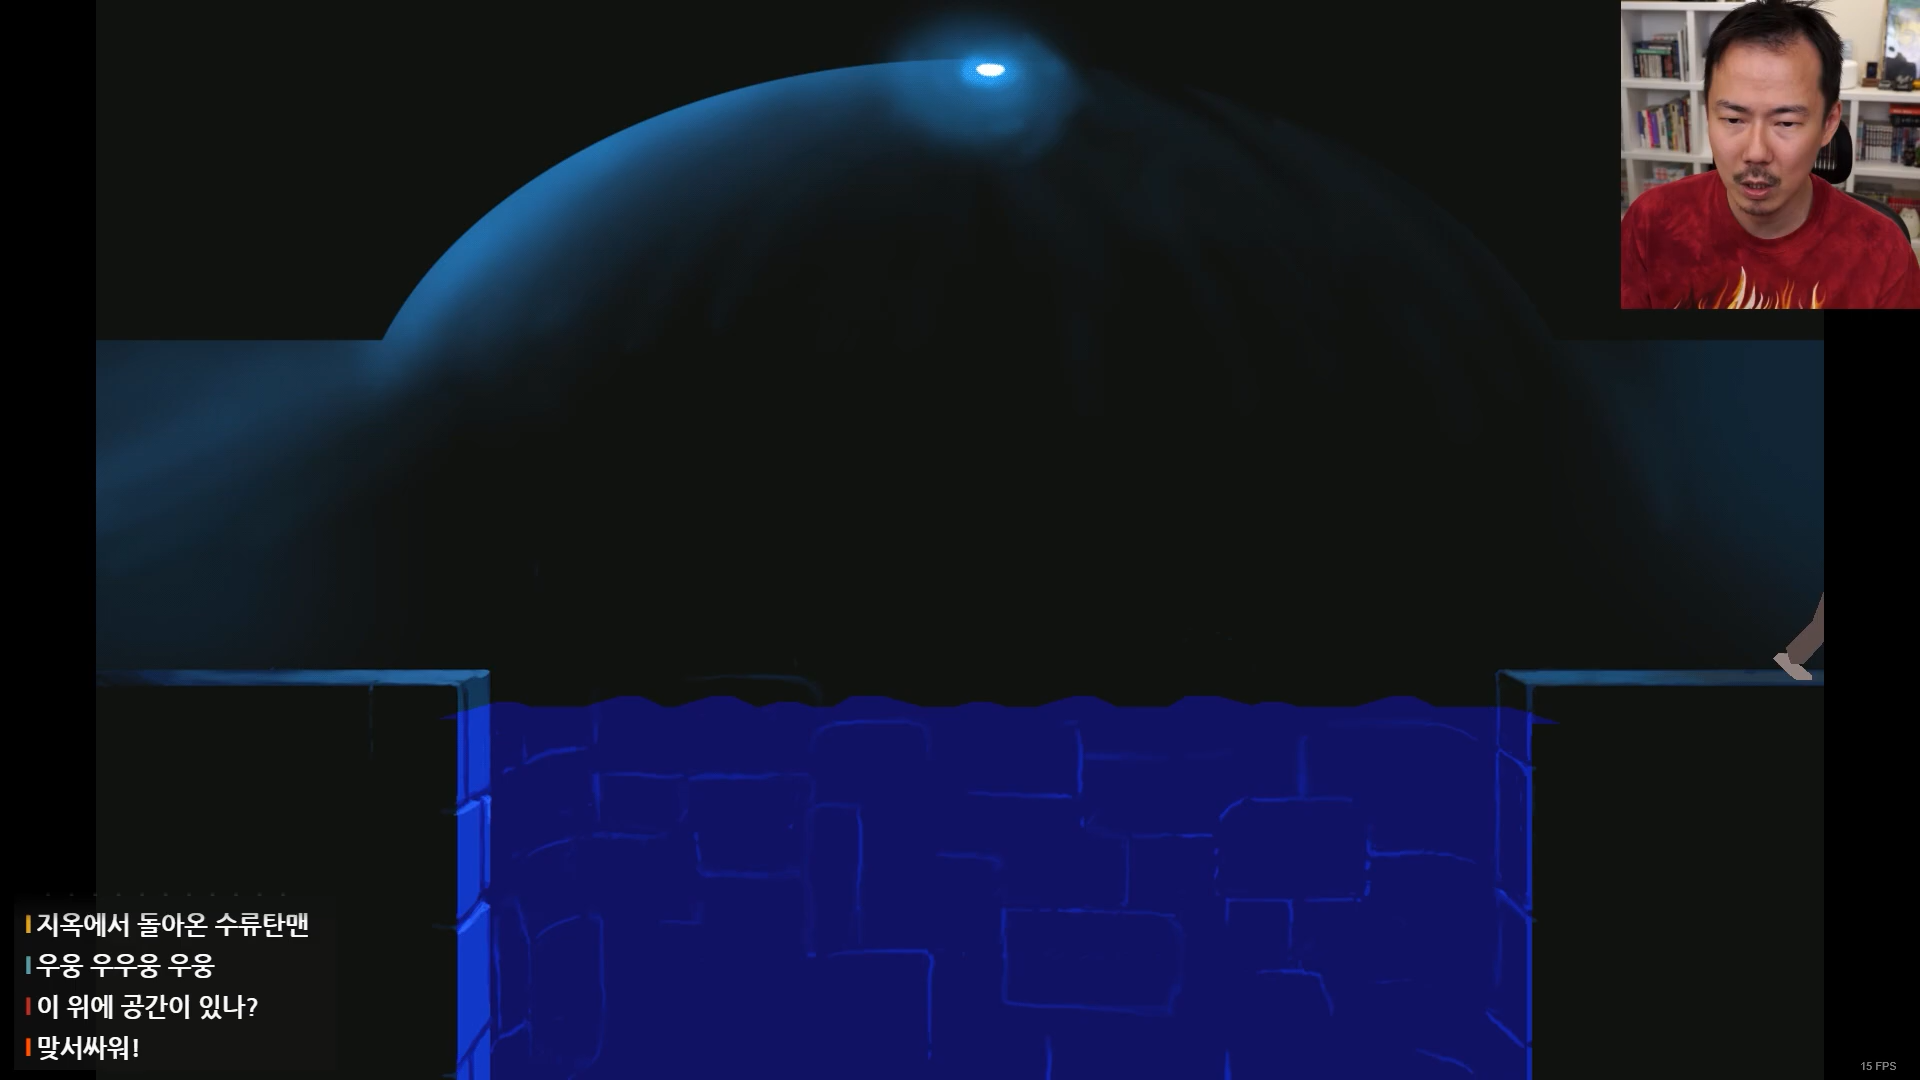 지옥에서 돌아온 수류탄맨
우웅 우우웅 우웅
이 위에 공간이 있나?
맞서싸워!
15 FPS